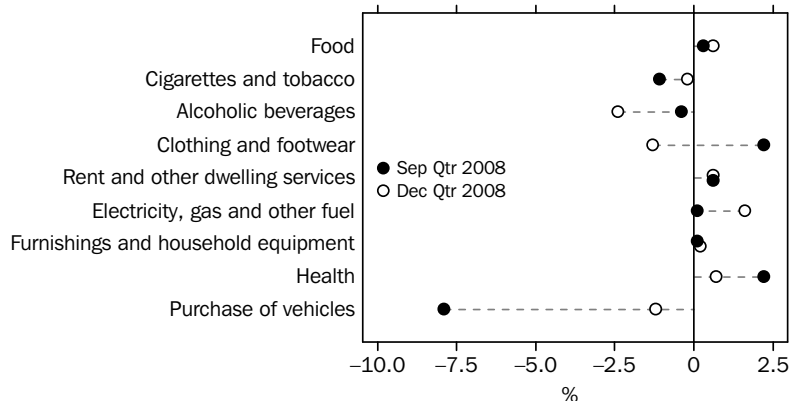 Food
Cigarettes and tobacco
Alcoholic beverages
Clothing and footwear
Rent and other dwelling services
Electricity, gas and other fuel
Furnishings and household equipment
Health
Purchase of vehicles
Sep Qtr 2008
Dec Qtr 2008
–10.0 –7.5 –5.0 –2.5 0 2.5
%